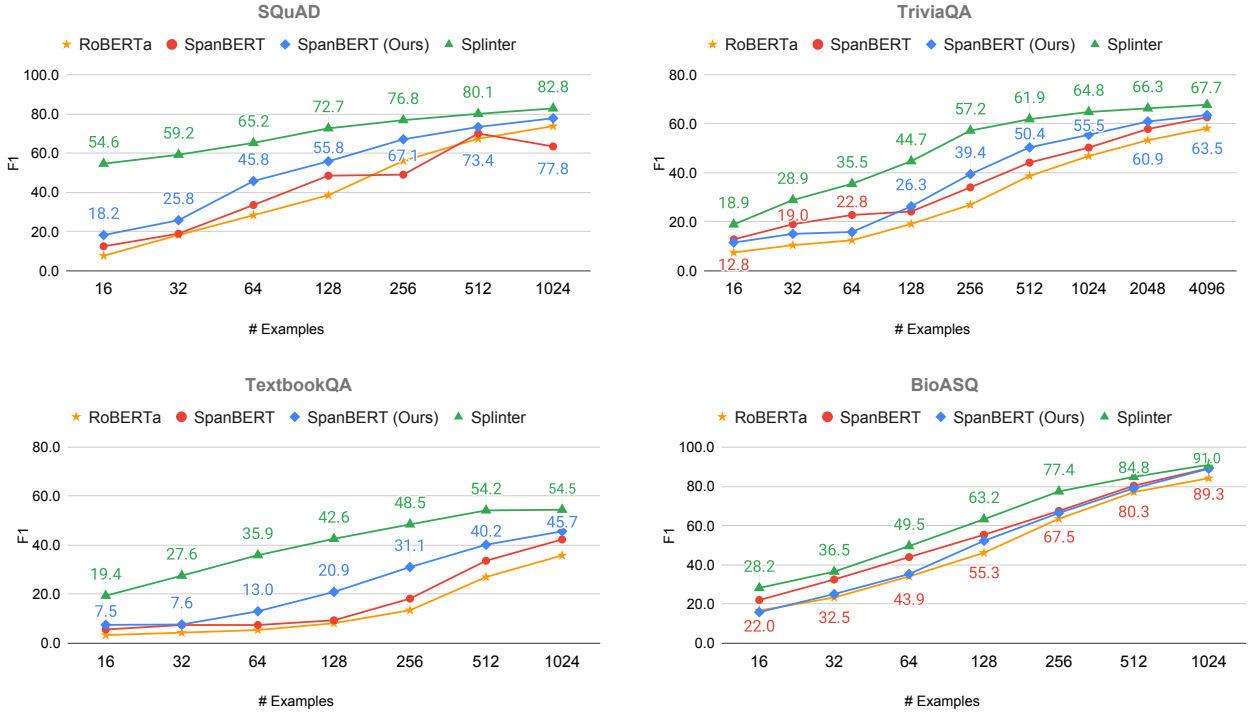 SQuAD
RoBERTa SpanBERT SpanBERT (Ours) Splinter
100.0
80.0
60.0
40.0
20.0
0.0
F1
54.6 59.2 65.2 72.7 76.8 80.1 82.8
18.2 25.8 45.8 55.8 67.1 73.4 77.8
16 32 64 128 256 512 1024
# Examples
TriviaQA
RoBERTa SpanBERT SpanBERT (Ours) Splinter
80.0
60.0
40.0
20.0
0.0
F1
18.9 28.9 35.5 44.7 57.2 61.9 64.8 66.3 67.7
12.8 19.0 22.8 26.3 39.4 50.4 55.5 60.9 63.5
16 32 64 128 256 512 1024 2048 4096
# Examples
TextbookQA
RoBERTa SpanBERT SpanBERT (Ours) Splinter
80.0
60.0
40.0
20.0
0.0
F1
19.4 27.6 35.9 42.6 48.5 54.2 54.5
7.5 7.6 13.0 20.9 31.1 40.2 45.7
16 32 64 128 256 512 1024
# Examples
BioASQ
RoBERTa SpanBERT SpanBERT (Ours) Splinter
100.0
80.0
60.0
40.0
20.0
0.0
F1
28.2 36.5 49.5 63.2 77.4 84.8 91.0
22.0 32.5 43.9 55.3 67.5 80.3 89.3
16 32 64 128 256 512 1024
# Examples